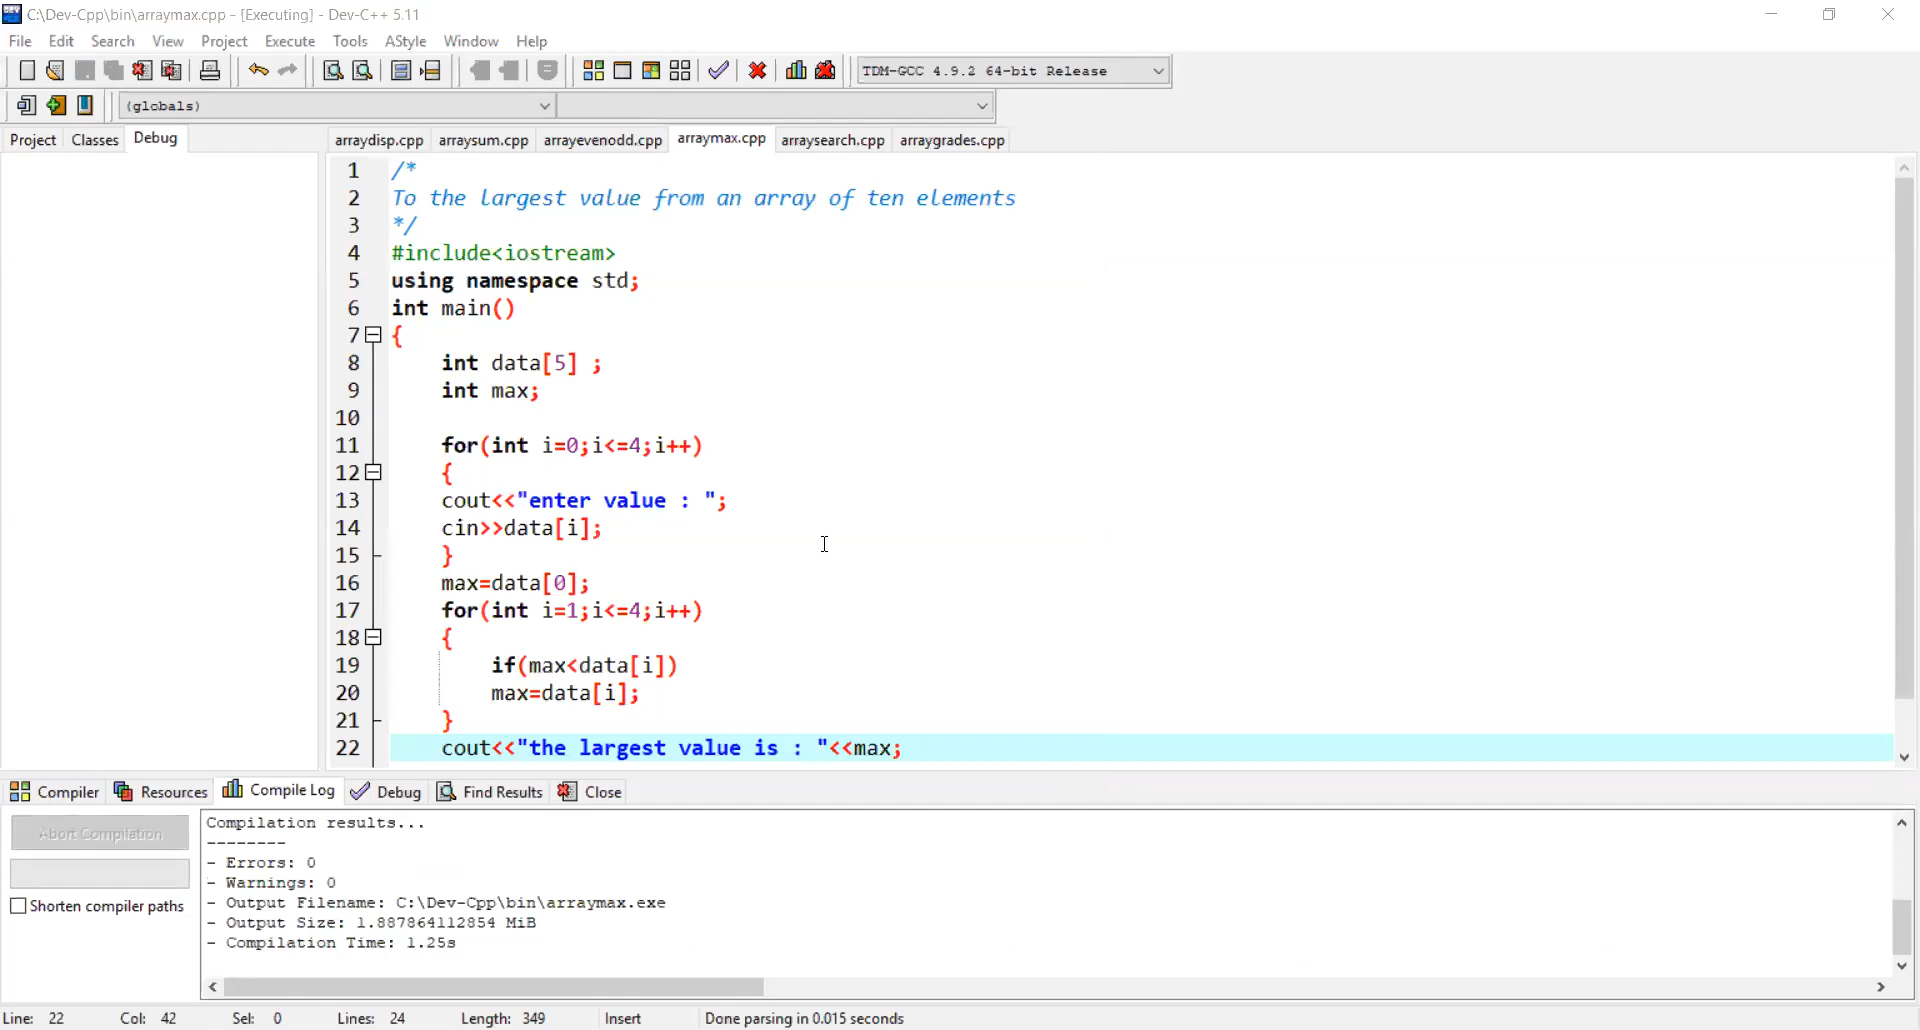 C:\Dev-Cpp\bin\arraymax.cpp - [Executing] - Dev-C++ 5.11
File Edit Search View Project Execute Tools AStyle Window Help
TDM-GCC 4.9.2 64-bit Release
(globals)
Project Classes Debug
arraydisp.cpp arraysum.cpp arrayevenodd.cpp arraymax.cpp arraysearch.cpp arraygrades.cpp
1 /*
2 To the largest value from an array of ten elements
3 */
4 #include<iostream>
5 using namespace std;
6 int main()
7 {
8 int data[5] ;
9 int max;
10
11 for(int i=0;i<=4;i++)
12 {
13 cout<<"enter value : ";
14 cin>>data[i];
15 }
16 max=data[0];
17 for(int i=1;i<=4;i++)
18 {
19 if(max<data[i])
20 max=data[i];
21 }
22 cout<<"the largest value is : "<<max;
Compiler Resources Compile Log Debug Find Results Close
Abort Compilation
Shorten compiler paths
Compilation results...
--------
- Errors: 0
- Warnings: 0
- Output Filename: C:\Dev-Cpp\bin\arraymax.exe
- Output Size: 1.887864112854 MiB
- Compilation Time: 1.25s
Line: 22 Col: 42 Sel: 0 Lines: 24 Length: 349 Insert Done parsing in 0.015 seconds